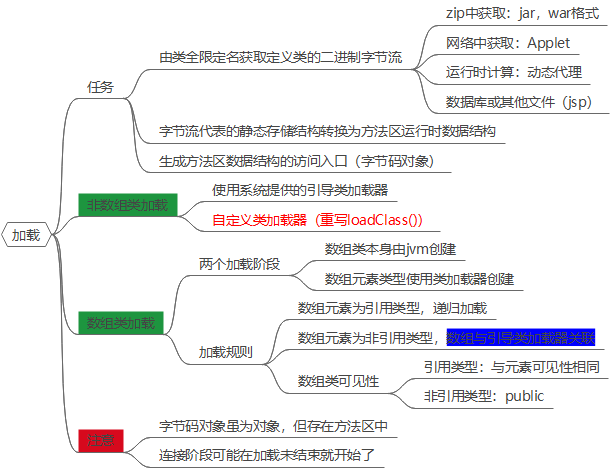 加载
任务
由类全限定名获取定义类的二进制字节流
zip中获取：jar，war格式
网络中获取：Applet
运行时计算：动态代理
数据库或其他文件（jsp）
字节流代表的静态存储结构转换为方法区运行时数据结构
生成方法区数据结构的访问入口（字节码对象）
非数组类加载
使用系统提供的引导类加载器
自定义类加载器（重写loadClass()）
数组类加载
两个加载阶段
数组类本身由jvm创建
数组元素类型使用类加载器创建
加载规则
数组元素为引用类型，递归加载
数组元素为非引用类型，数组与引导类加载器关联
数组类可见性
引用类型：与元素可见性相同
非引用类型：public
字节码对象虽为对象，但存在方法区中
连接阶段可能在加载未结束就开始了